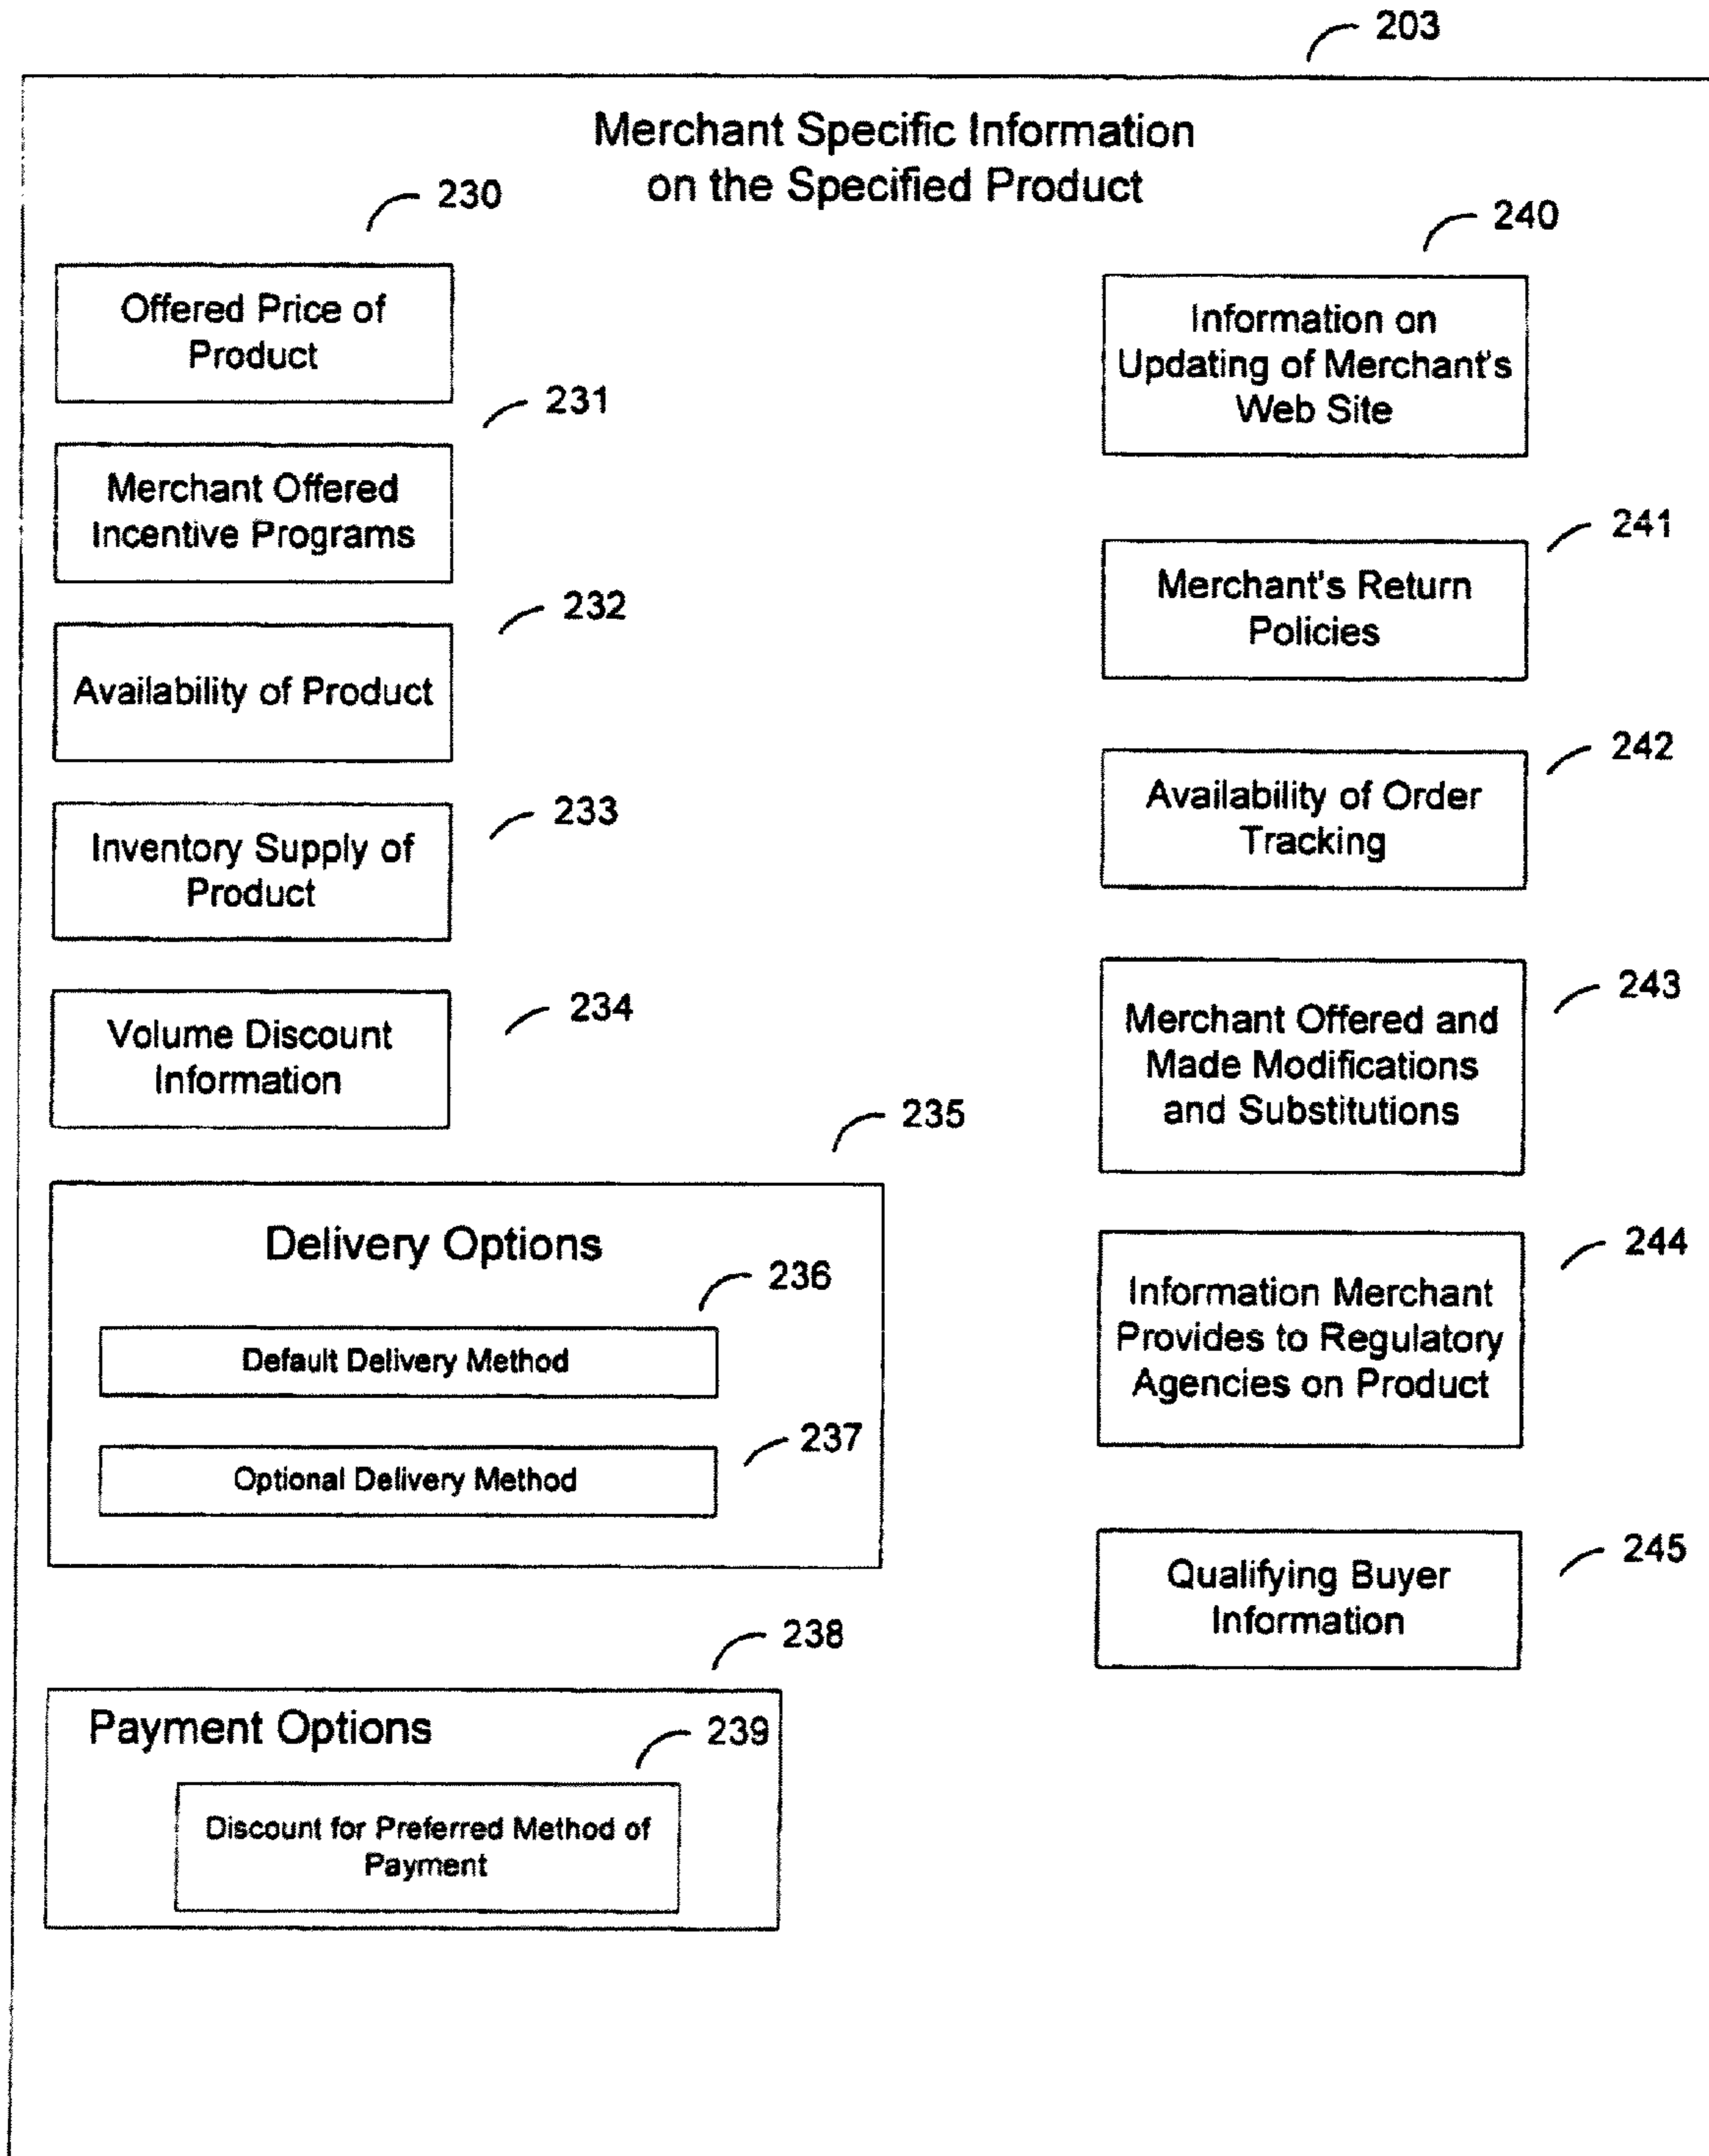 203
Merchant Specific Information
on the Specified Product
230
Offered Price of
Product
231
Merchant Offered
Incentive Programs
232
Availability of Product
233
Inventory Supply of
Product
234
Volume Discount
Information
235
Delivery Options
236
Default Delivery Method
237
Optional Delivery Method
238
Payment Options
239
Discount for Preferred Method of
Payment
240
Information on
Updating of Merchant's
Web Site
241
Merchant's Return
Policies
242
Availability of Order
Tracking
243
Merchant Offered and
Made Modifications
and Substitutions
244
Information Merchant
Provides to Regulatory
Agencies on Product
245
Qualifying Buyer
Information